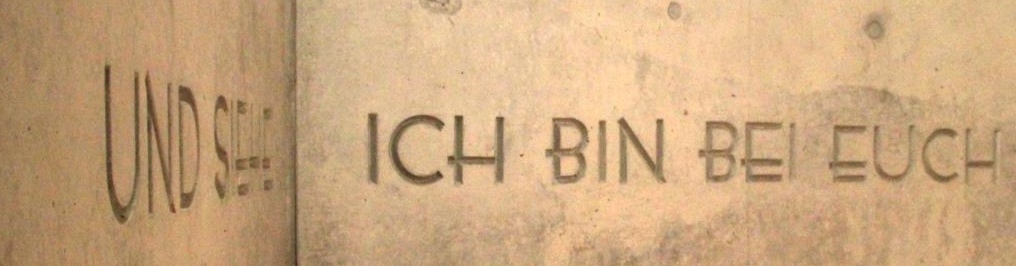 UND SIEHE ICH BIN BEI EUCH